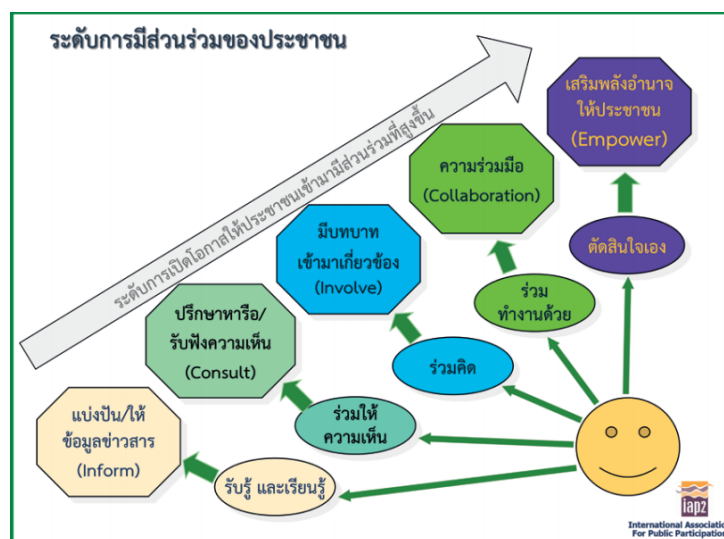 ระดับการมีส่วนร่วมของประชาชน
ระดับการเปิดโอกาสให้ประชาชนเข้ามามีส่วนร่วมที่สูงขึ้น
เสริมพลังอำนาจ
ให้ประชาชน
(Empower)
ความร่วมมือ
(Collaboration)
มีบทบาท
เข้ามาเกี่ยวข้อง
(Involve)
ปรึกษาหารือ/
รับฟังความเห็น
(Consult)
แบ่งปัน/ให้
ข้อมูลข่าวสาร
(Inform)
ตัดสินใจเอง
ร่วม
ทำงานด้วย
ร่วมคิด
ร่วมให้
ความเห็น
รับรู้ และเรียนรู้
iap2
International Association
For Public Participation